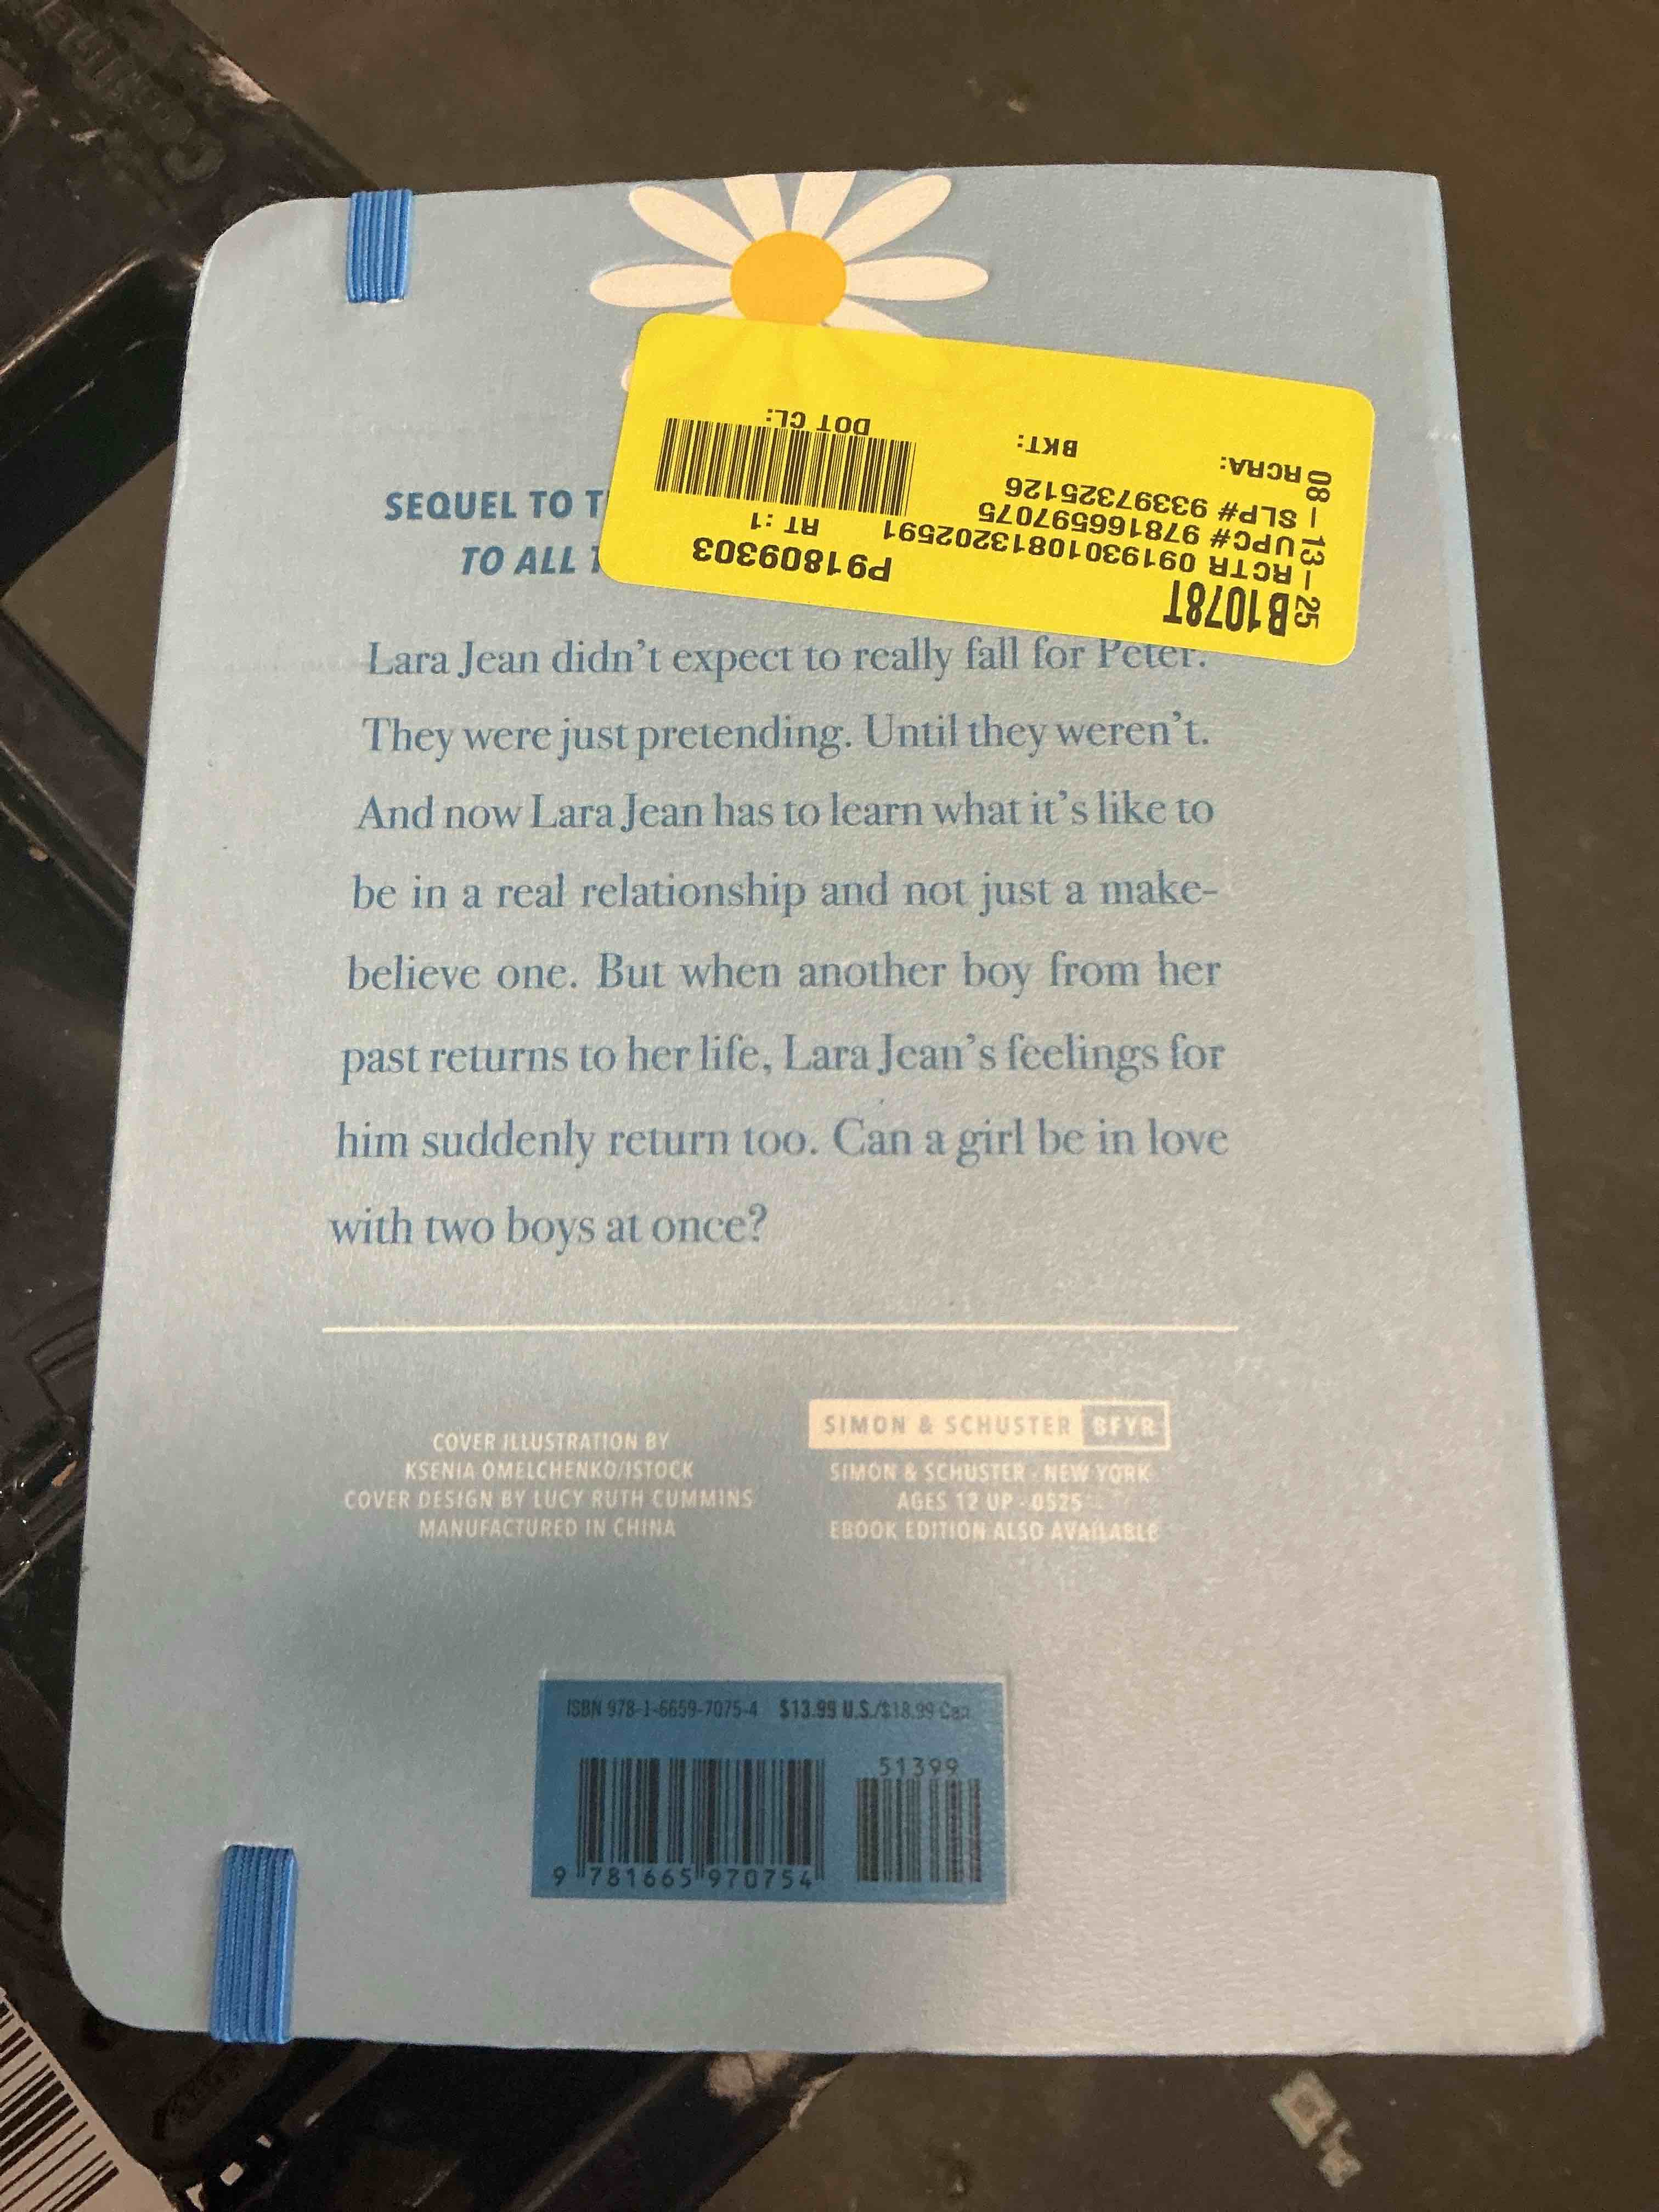 SEQUEL TO T
TO ALL T
B1078T
P91809303
RCTR 09193010813202591
RT :1
UPC# 978166597075
SLP# 93397325126
BKT:
RCRA:
DOT CL:
08 - 13 - 25
Lara Jean didn't expect to really fall for Peter.
They were just pretending. Until they weren't.
And now Lara Jean has to learn what it's like to
be in a real relationship and not just a make-
believe one. But when another boy from her
past returns to her life, Lara Jean's feelings for
him suddenly return too. Can a girl be in love
with two boys at once?
COVER ILLUSTRATION BY
KSENIA OMELCHENKO/ISTOCK
COVER DESIGN BY LUCY RUTH CUMMINS
MANUFACTURED IN CHINA
SIMON & SCHUSTER BFYR
SIMON & SCHUSTER · NEW YORK
AGES 12 UP · 0525
EBOOK EDITION ALSO AVAILABLE
ISBN 978-1-6659-7075-4 $13.99 U.S./$18.99 Can.
51399
9 781665 970754